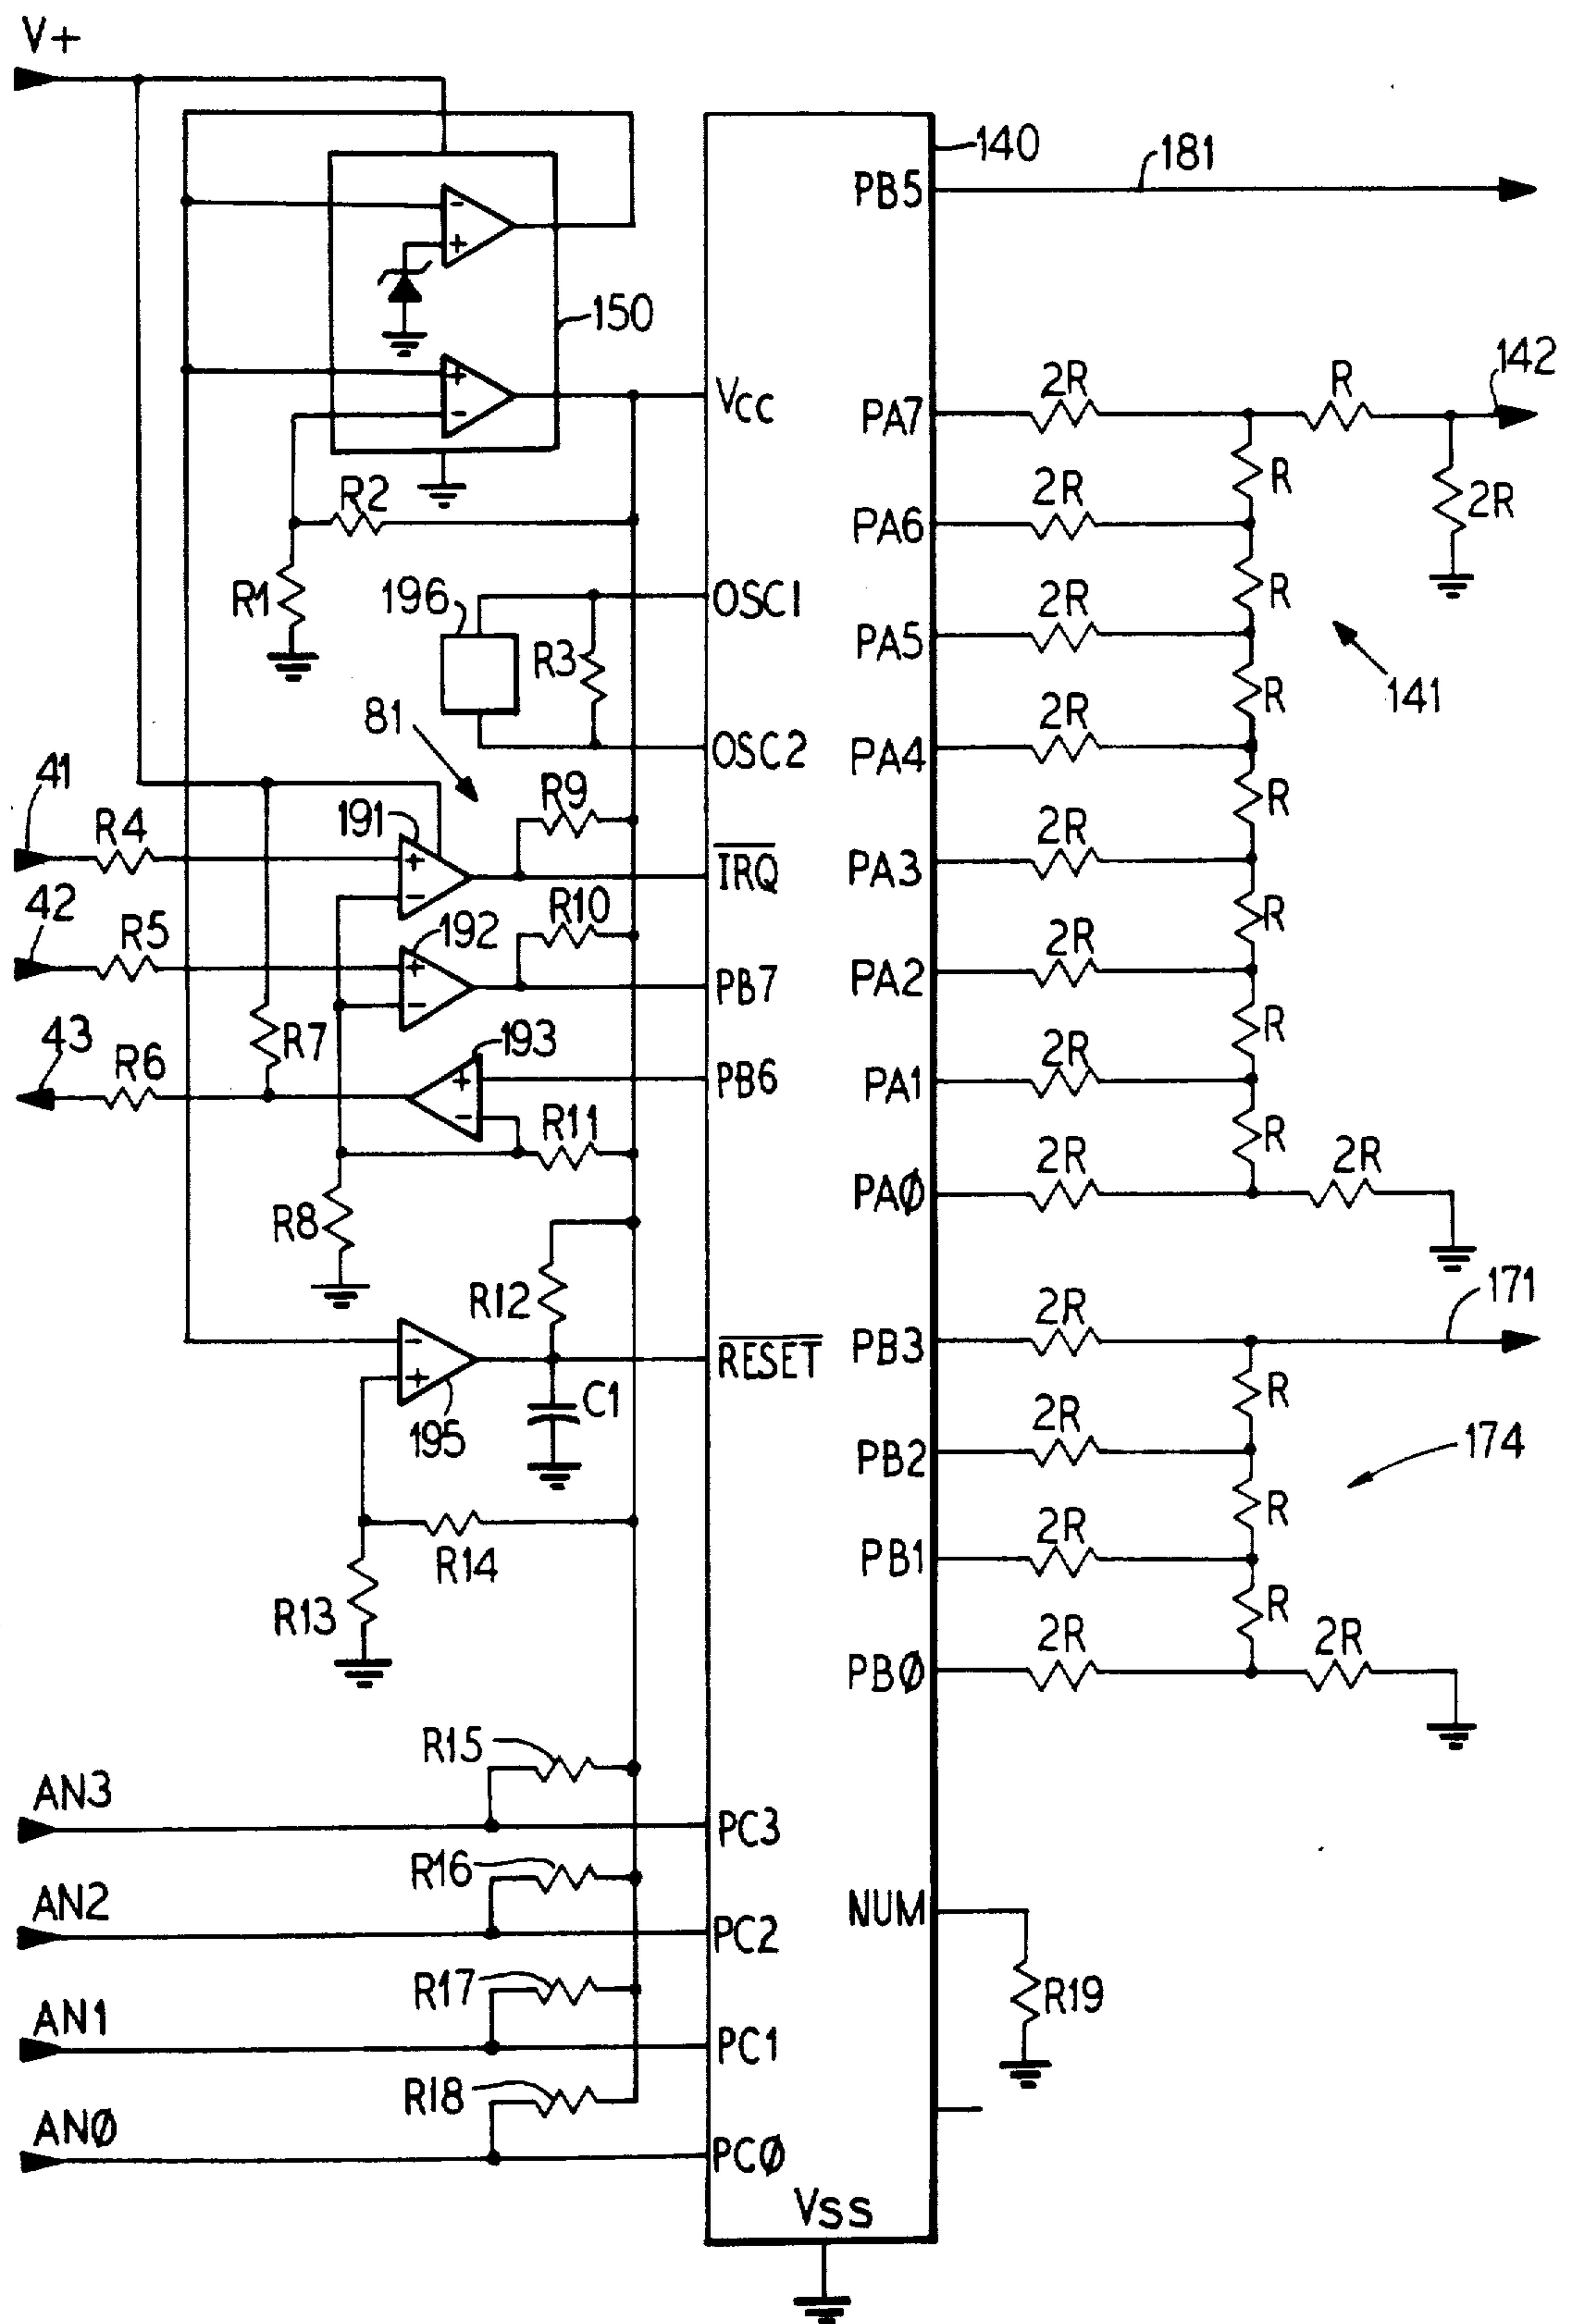 V+
140
181
PB5
150
142
VCC
PA7
2R
R
R
R2
PA6
2R
2R
R1
196
OSC1
R
R3
PA5
2R
141
81
R
OSC2
PA4
2R
41
R4
191
R9
R
IRQ
PA3
2R
42
R5
192
R10
R
PB7
PA2
2R
43
R6
R7
193
R
PB6
PA1
2R
R11
R
R8
PAØ
2R
2R
R12
171
RESET
PB3
2R
195
C1
R
PB2
2R
174
R14
R
PB1
2R
R13
R
PBØ
2R
2R
R15
AN3
PC3
R16
AN2
PC2
NUM
R17
R19
AN1
PC1
R18
ANØ
PCØ
VSS